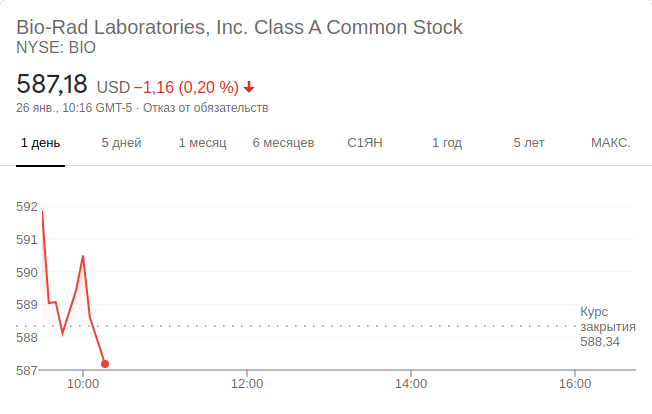 Bio-Rad Laboratories, Inc. Class A Common Stock
NYSE: BIO
587,18 USD −1,16 (0,20 %)
26 янв., 10:16 GMT-5 · Отказ от обязательств
1 день 5 дней 1 месяц 6 месяцев С1ЯН 1 год 5 лет МАКС.
592
591
590
589
588
587
Курс
закрытия
588,34
10:00 12:00 14:00 16:00